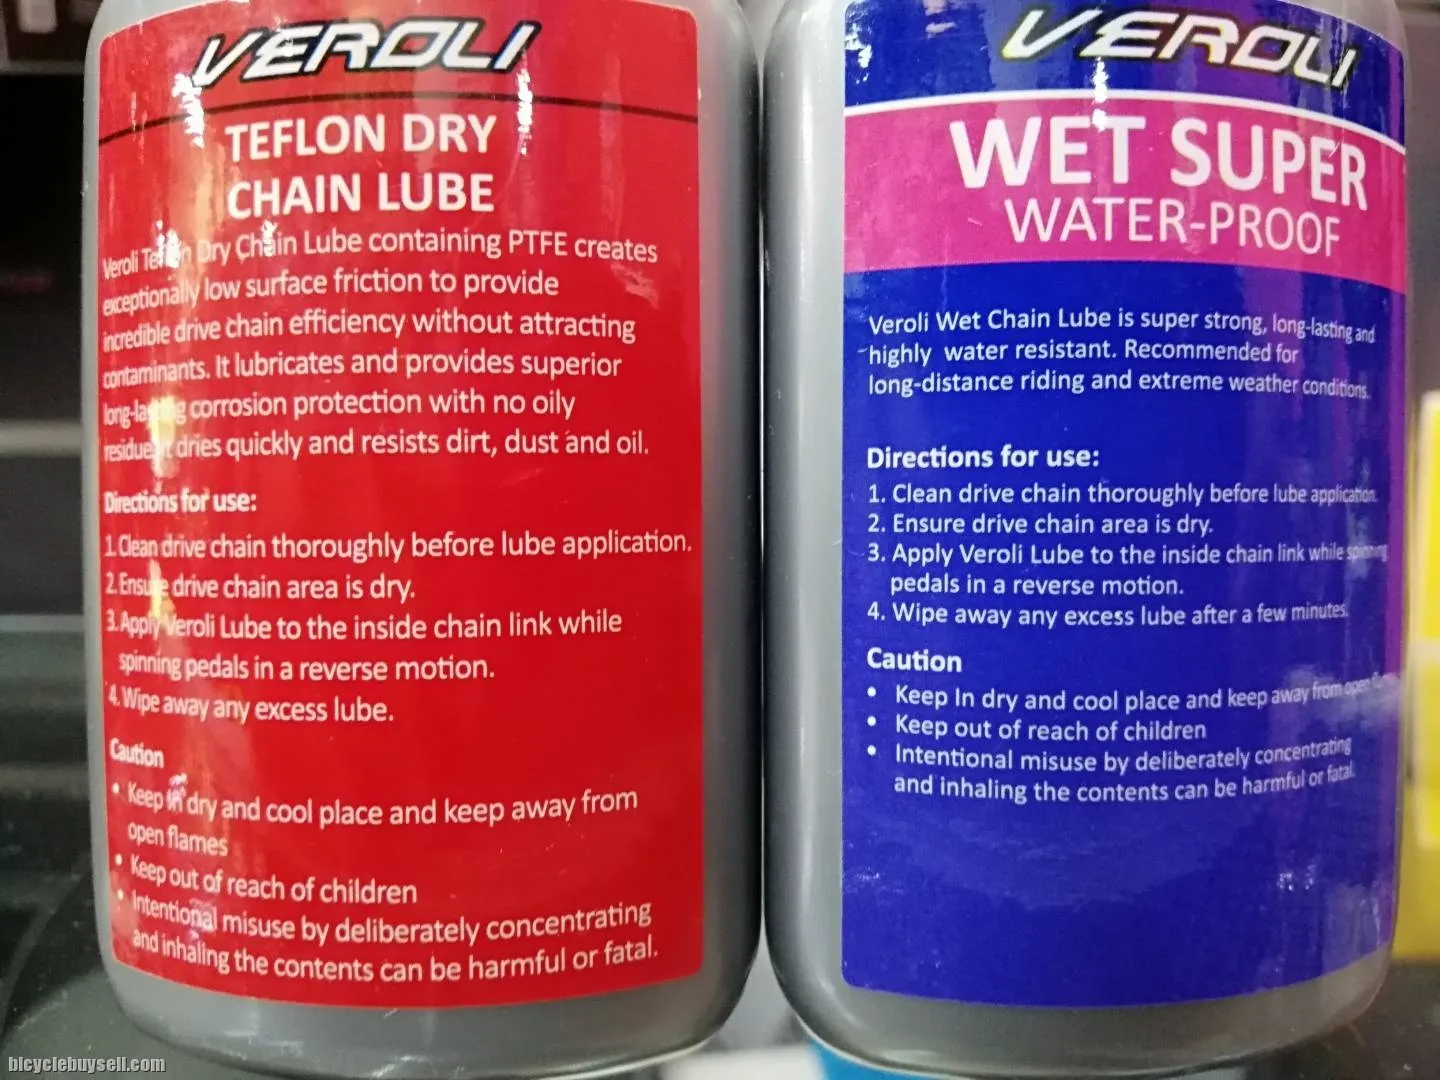 VEROLI
TEFLON DRY
CHAIN LUBE
Veroli Teflon Dry Chain Lube containing PTFE creates
exceptionally low surface friction to provide
incredible drive chain efficiency without attracting
contaminants. It lubricates and provides superior
long-lasting corrosion protection with no oily
residue. It dries quickly and resists dirt, dust and oil.
Directions for use:
1. Clean drive chain thoroughly before lube application.
2. Ensure drive chain area is dry.
3. Apply Veroli Lube to the inside chain link while
spinning pedals in a reverse motion.
4. Wipe away any excess lube.
Caution
• Keep in dry and cool place and keep away from
open flames
• Keep out of reach of children
• Intentional misuse by deliberately concentrating
and inhaling the contents can be harmful or fatal.
VEROLI
WET SUPER
WATER-PROOF
Veroli Wet Chain Lube is super strong, long-lasting and
highly water resistant. Recommended for
long-distance riding and extreme weather conditions.
Directions for use:
1. Clean drive chain thoroughly before lube application.
2. Ensure drive chain area is dry.
3. Apply Veroli Lube to the inside chain link while spinning
pedals in a reverse motion.
4. Wipe away any excess lube after a few minutes.
Caution
• Keep In dry and cool place and keep away from open flames
• Keep out of reach of children
• Intentional misuse by deliberately concentrating
and inhaling the contents can be harmful or fatal.
bicyclebuysell.com